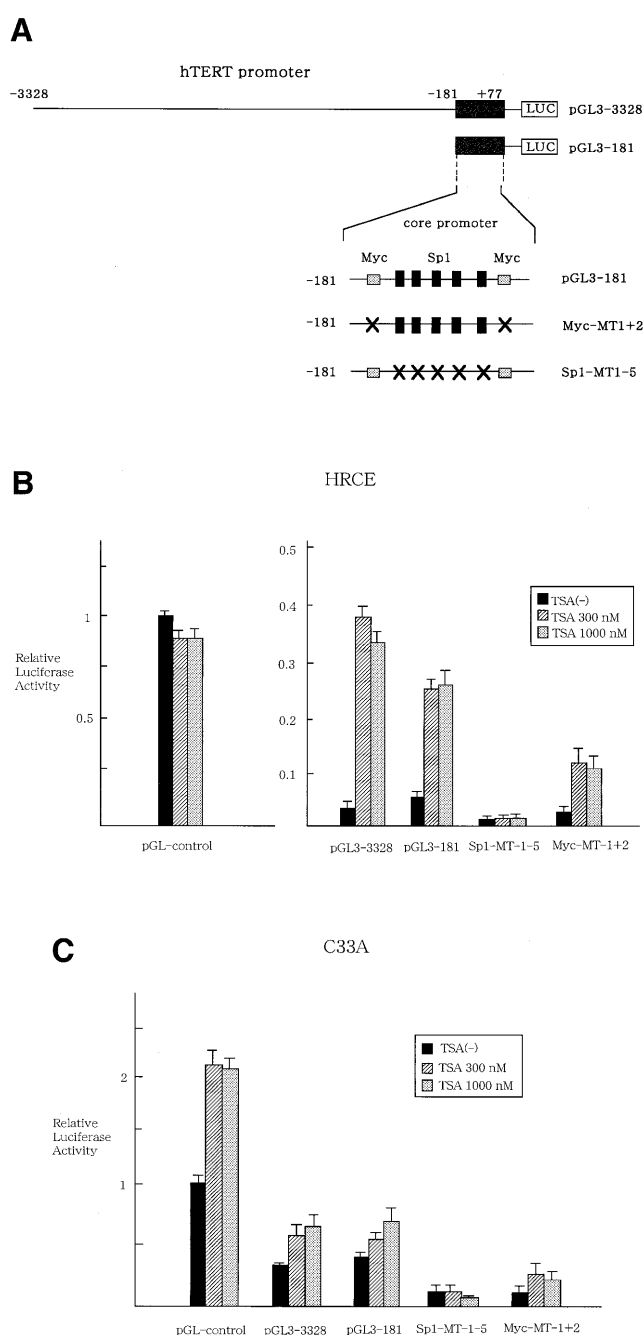 A
hTERT promoter
-3328
-181
+77
LUC
pGL3-3328
LUC
pGL3-181
core promoter
Myc
Sp1
Myc
-181
pGL3-181
-181
Myc-MT1+2
-181
Sp1-MT1-5
B
HRCE
Relative
Luciferase
Activity
1
0.5
pGL-control
0.5
0.4
0.3
0.2
0.1
TSA(-)
TSA 300 nM
TSA 1000 nM
pGL3-3328
pGL3-181
Sp1-MT-1-5
Myc-MT-1+2
C
C33A
Relative
Luciferase
Activity
2
1
TSA(-)
TSA 300 nM
TSA 1000 nM
pGL-control
pGL3-3328
pGL3-181
Sp1-MT-1-5
Myc-MT-1+2